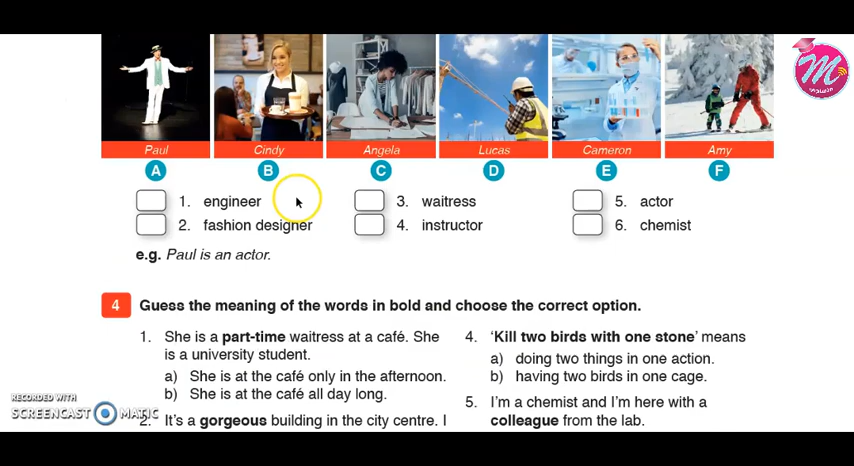 Paul
Cindy
Angela
Lucas
Cameron
Amy
A
B
C
D
E
F
1. engineer
2. fashion designer
3. waitress
4. instructor
5. actor
6. chemist
e.g. Paul is an actor.
4 Guess the meaning of the words in bold and choose the correct option.
1. She is a part-time waitress at a café. She
is a university student.
a) She is at the café only in the afternoon.
b) She is at the café all day long.
2. It's a gorgeous building in the city centre. I
4. 'Kill two birds with one stone' means
a) doing two things in one action.
b) having two birds in one cage.
5. I'm a chemist and I'm here with a
colleague from the lab.
RECORDED WITH
SCREENCAST MATIC